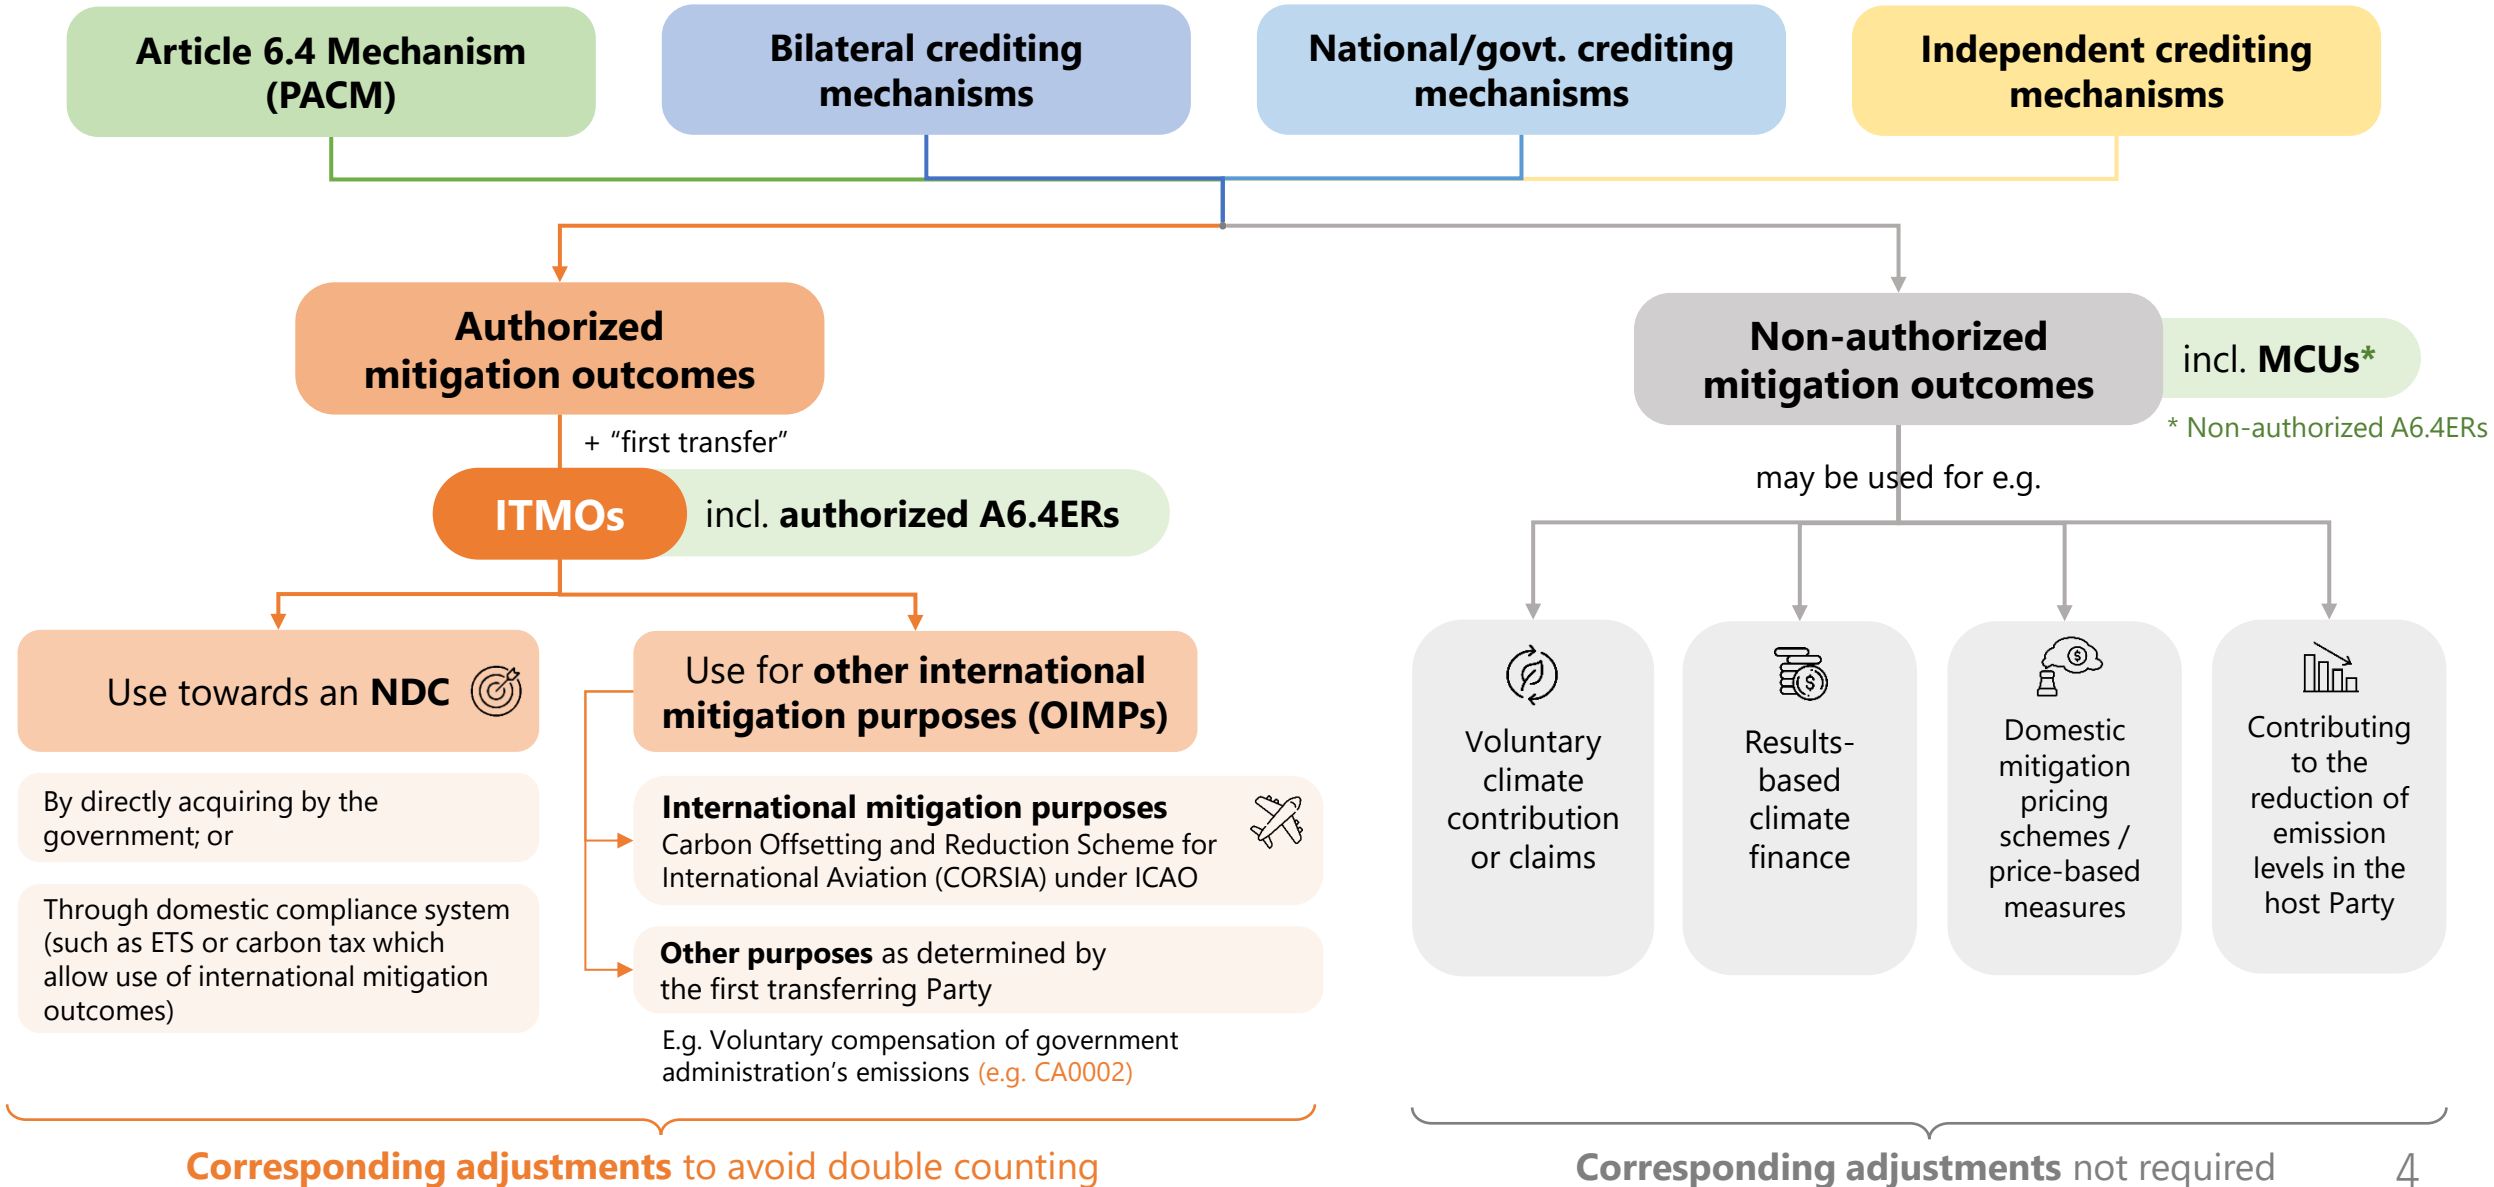 Article 6.4 Mechanism
(PACM)
Bilateral crediting
mechanisms
National/govt. crediting
mechanisms
Independent crediting
mechanisms
Authorized
mitigation outcomes
+ “first transfer”
ITMOs
incl. authorized A6.4ERs
Use towards an NDC
By directly acquiring by the
government; or
Through domestic compliance system
(such as ETS or carbon tax which
allow use of international mitigation
outcomes)
Use for other international
mitigation purposes (OIMPs)
International mitigation purposes
Carbon Offsetting and Reduction Scheme for
International Aviation (CORSIA) under ICAO
Other purposes as determined by
the first transferring Party
E.g. Voluntary compensation of government
administration’s emissions (e.g. CA0002)
Corresponding adjustments to avoid double counting
Non-authorized
mitigation outcomes
incl. MCUs*
* Non-authorized A6.4ERs
may be used for e.g.
Voluntary
climate
contribution
or claims
Results-
based
climate
finance
Domestic
mitigation
pricing
schemes /
price-based
measures
Contributing
to the
reduction of
emission
levels in the
host Party
Corresponding adjustments not required
4